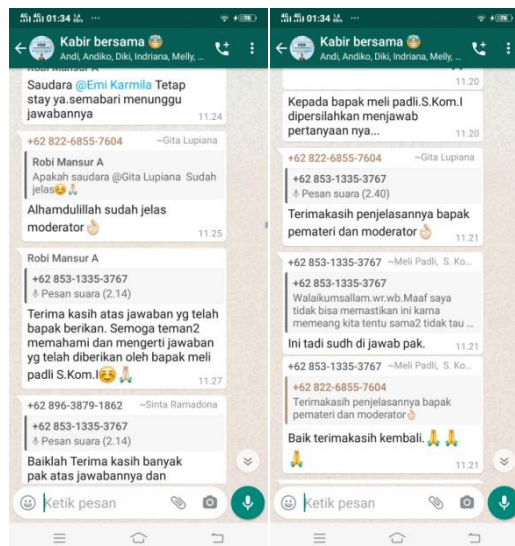 01:34
Kabir bersama
Andi, Andiko, Diki, Indriana, Melly, ...
Robi Mansur A
Saudara @Emi Karmila Tetap
stay ya.semabari menunggu
jawabannya
11.24
+62 822-6855-7604 ~Gita Lupiana
Robi Mansur A
Apakah saudara @Gita Lupiana Sudah
jelas
Alhamdulillah sudah jelas
moderator
11.25
Robi Mansur A
+62 853-1335-3767
Pesan suara (2.14)
Terima kasih atas jawaban yg telah
bapak berikan. Semoga teman2
memahami dan mengerti jawaban
yg telah diberikan oleh bapak meli
padli S.Kom.I
11.27
+62 896-3879-1862 ~Sinta Ramadona
+62 853-1335-3767
Pesan suara (2.14)
Baiklah Terima kasih banyak
pak atas jawabannya dan
Ketik pesan
01:34
Kabir bersama
Andi, Andiko, Diki, Indriana, Melly, ...
11.20
Kepada bapak meli padli.S.Kom.I
dipersilahkan menjawab
pertanyaan nya...
11.20
+62 822-6855-7604 ~Gita Lupiana
+62 853-1335-3767
Pesan suara (2.40)
Terimakasih penjelasannya bapak
pemateri dan moderator
11.21
+62 853-1335-3767 ~Meli Padli, S. Ko...
+62 853-1335-3767
Walaikumsallam.wr.wb.Maaf saya
tidak bisa memastikan ini karna
memeang kita tentu sama2 tidak tau ...
Ini tadi sudh di jawab pak.
11.21
+62 853-1335-3767 ~Meli Padli, S. Ko...
+62 822-6855-7604
Terimakasih penjelasannya bapak
pemateri dan moderator
Baik terimakasih kembali.
11.21
Ketik pesan